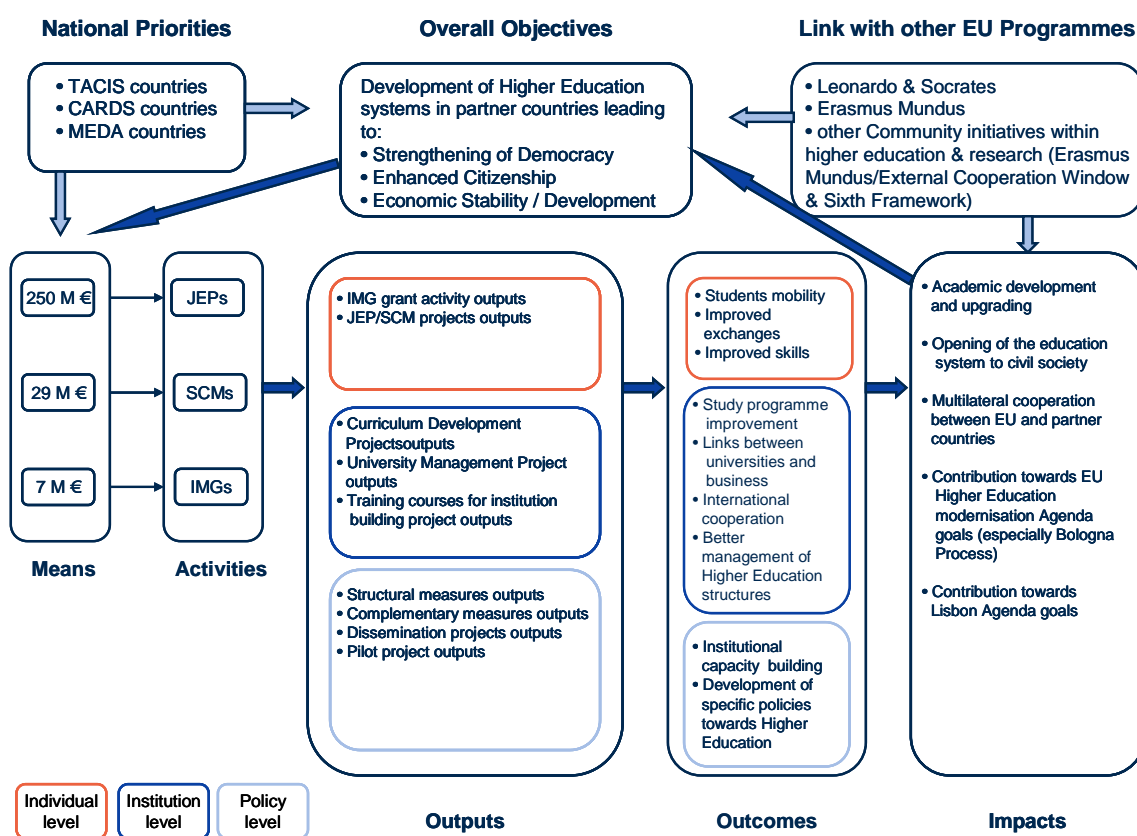 National Priorities
Overall Objectives
Link with other EU Programmes
• TACIS countries
• CARDS countries
• MEDA countries
Development of Higher Education
systems in partner countries leading
to:
• Strengthening of Democracy
• Enhanced Citizenship
• Economic Stability / Development
• Leonardo & Socrates
• Erasmus Mundus
• other Community initiatives within
higher education & research (Erasmus
Mundus/External Cooperation Window
& Sixth Framework)
250 M €
29 M €
7 M €
Means
JEPs
SCMs
IMGs
Activities
• IMG grant activity outputs
• JEP/SCM projects outputs
• Curriculum Development
Projectsoutputs
• University Management Project
outputs
• Training courses for institution
building project outputs
• Structural measures outputs
• Complementary measures outputs
• Dissemination projects outputs
• Pilot project outputs
Outputs
• Students mobility
• Improved
exchanges
• Improved skills
• Study programme
improvement
• Links between
universities and
business
• International
cooperation
• Better
management of
Higher Education
structures
• Institutional
capacity building
• Development of
specific policies
towards Higher
Education
Outcomes
• Academic development
and upgrading
• Opening of the education
system to civil society
• Multilateral cooperation
between EU and partner
countries
• Contribution towards EU
Higher Education
modernisation Agenda
goals (especially Bologna
Process)
• Contribution towards
Lisbon Agenda goals
Impacts
Individual
level
Institution
level
Policy
level